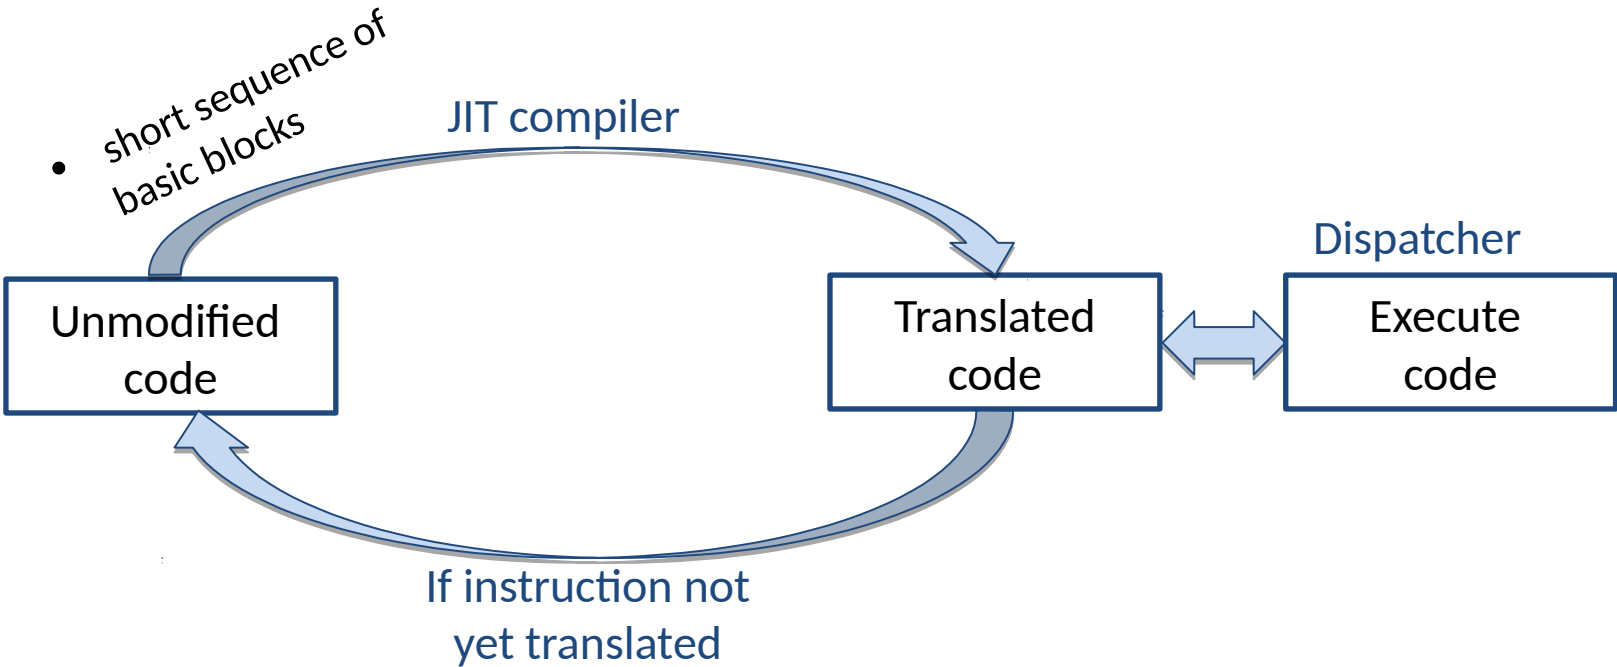 • short sequence of
basic blocks
JIT compiler
Dispatcher
Unmodified
code
Translated
code
Execute
code
If instruction not
yet translated